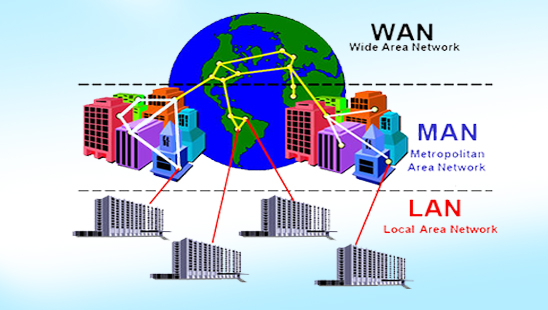 WAN
Wide Area Network
MAN
Metropolitan
Area Network
LAN
Local Area Network